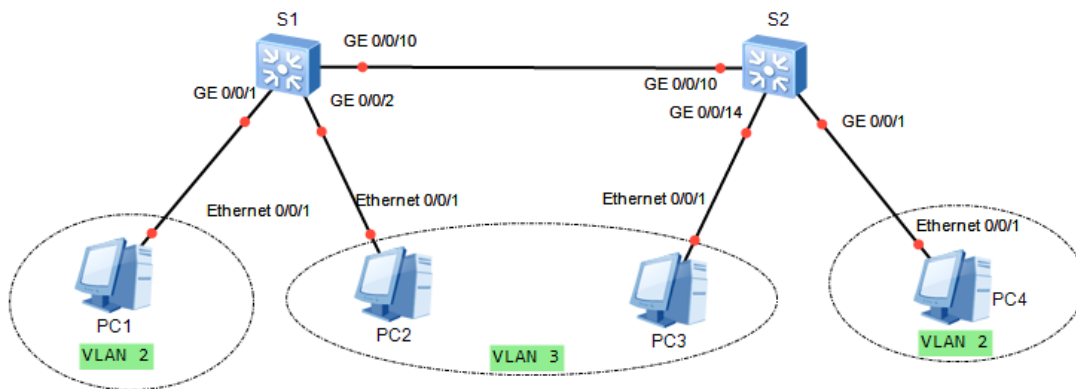 S1
S2
GE 0/0/10
GE 0/0/10
GE 0/0/1
GE 0/0/2
GE 0/0/14
GE 0/0/1
Ethernet 0/0/1
Ethernet 0/0/1
Ethernet 0/0/1
Ethernet 0/0/1
PC1
PC2
PC3
PC4
VLAN 2
VLAN 3
VLAN 2